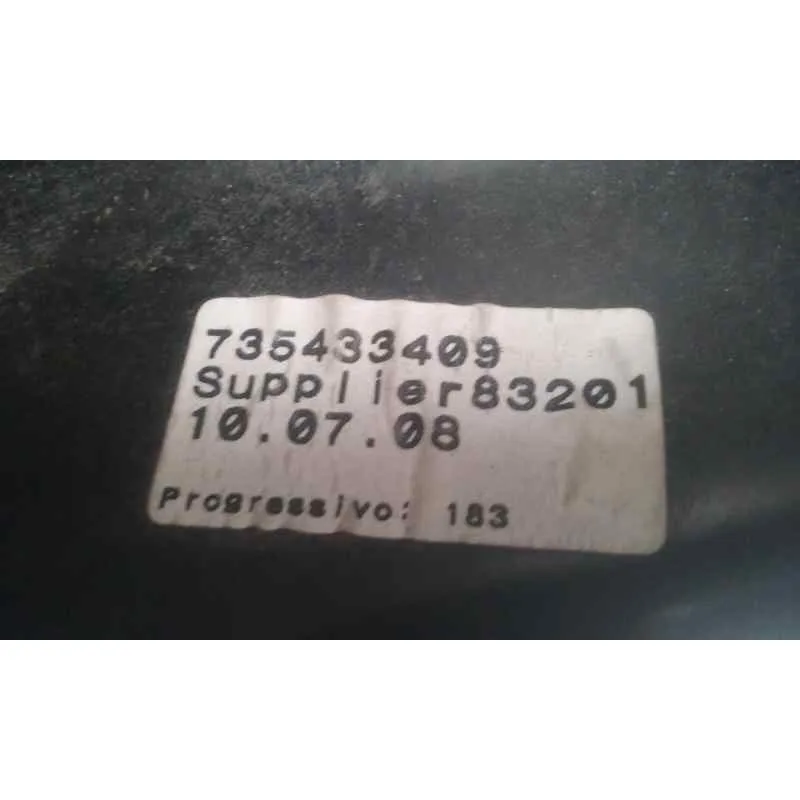 735433409
Supplier83201
10.07.08
Progressivo: 183